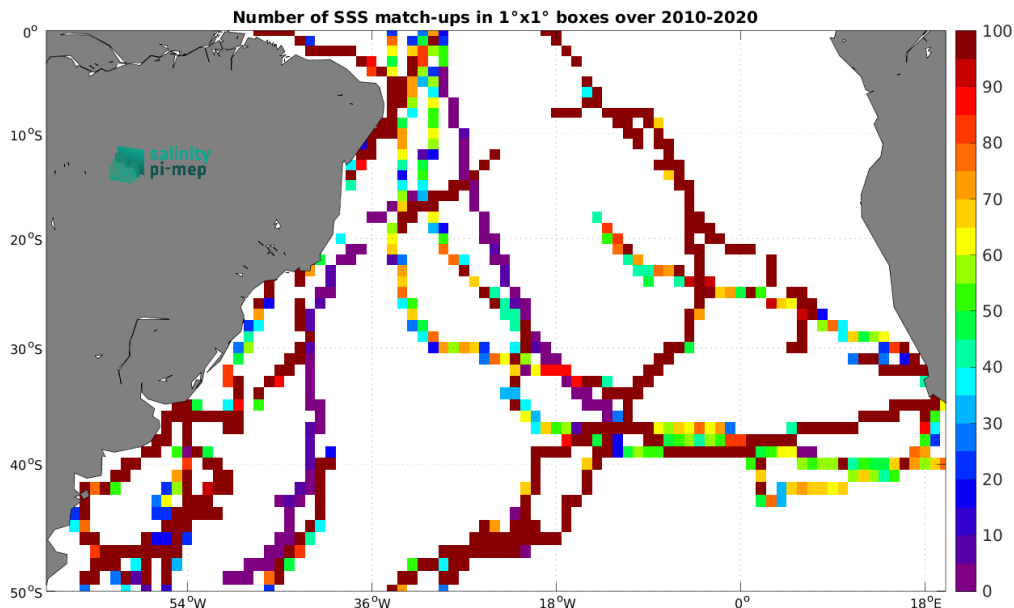 Number of SSS match-ups in 1°x1° boxes over 2010-2020
0°
10°S
20°S
30°S
40°S
50°S
salinity
pi-mep
54°W
36°W
18°W
0°
18°E
100
90
80
70
60
50
40
30
20
10
0